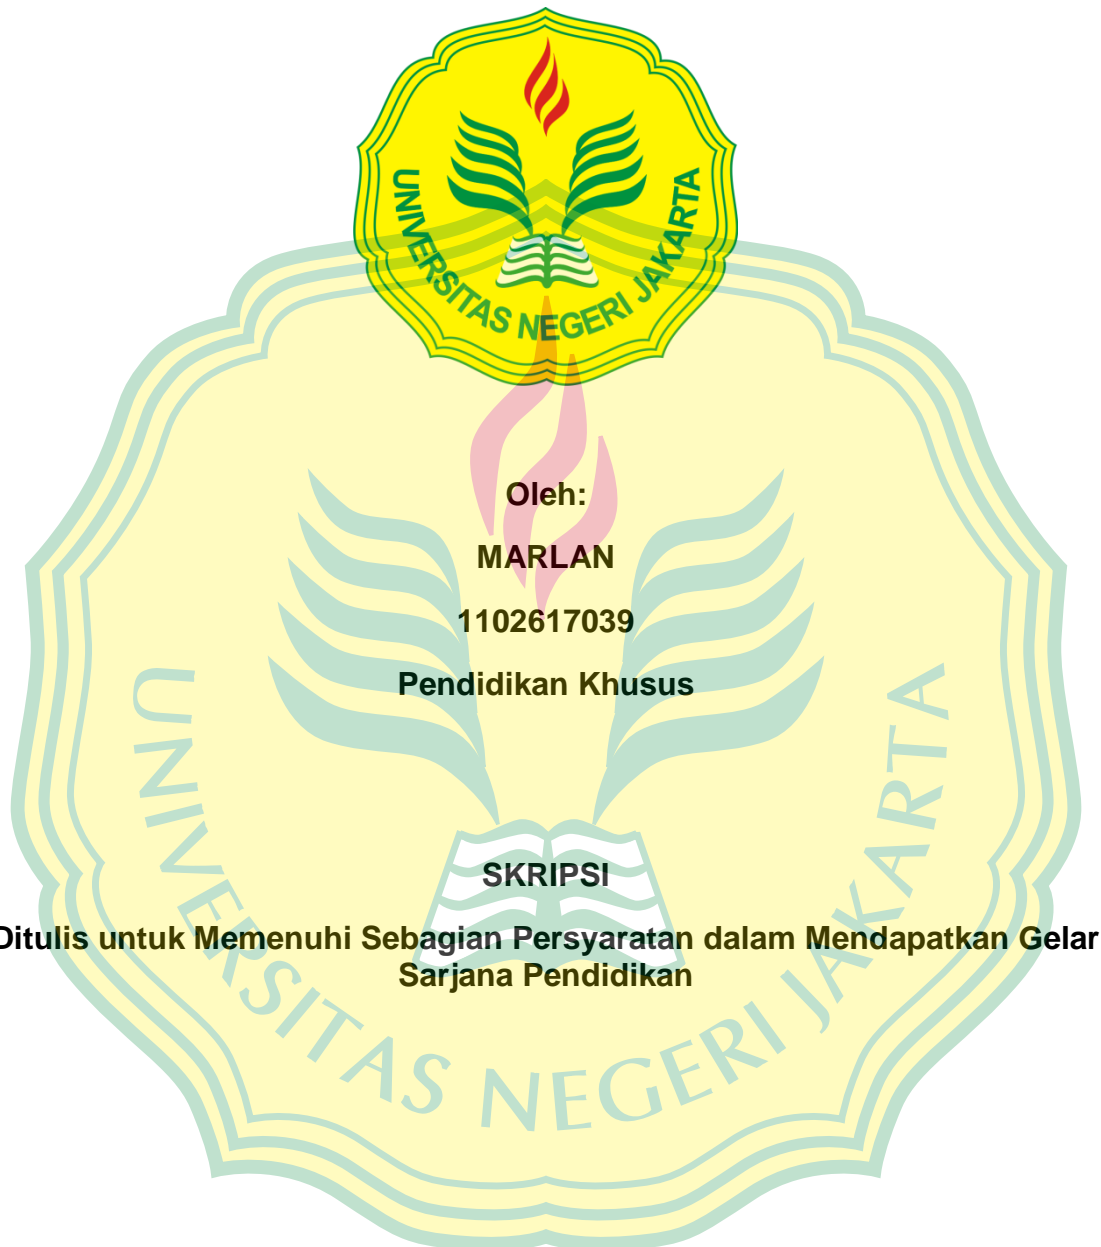 UNIVERSITAS NEGERI JAKARTA
Oleh:
MARLAN
1102617039
Pendidikan Khusus
SKRIPSI
Ditulis untuk Memenuhi Sebagian Persyaratan dalam Mendapatkan Gelar
Sarjana Pendidikan
UNIVERSITAS NEGERI JAKARTA